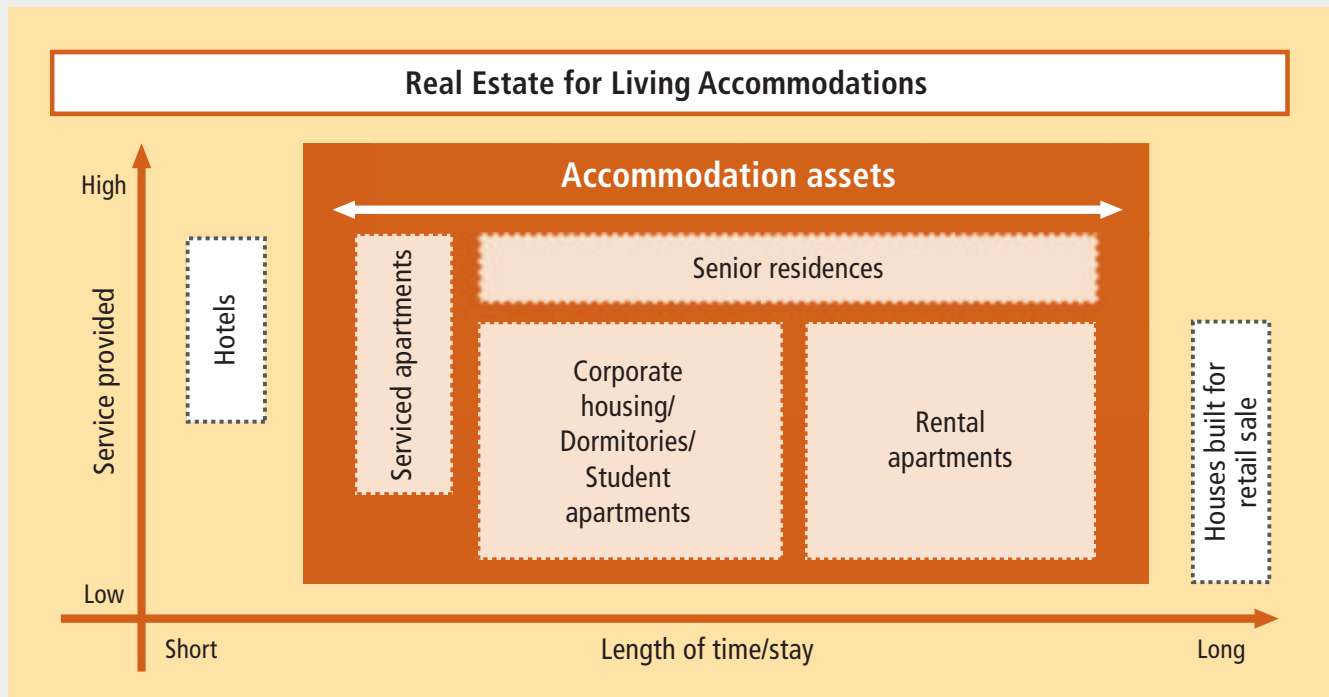 Real Estate for Living Accommodations
High
Service provided
Low
Hotels
Accommodation assets
Serviced apartments
Senior residences
Corporate
housing/
Dormitories/
Student
apartments
Rental
apartments
Houses built for
retail sale
Short
Length of time/stay
Long